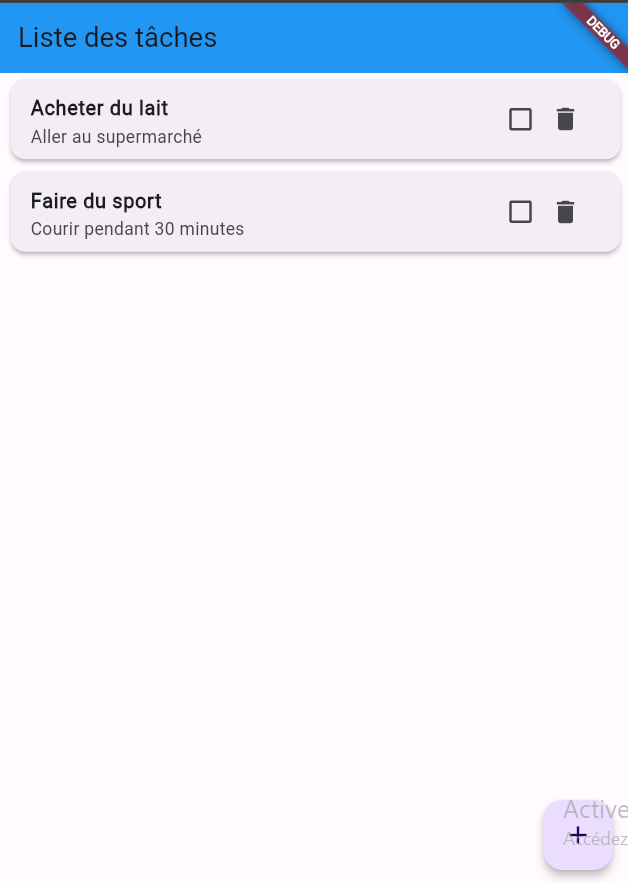 Liste des tâches
DEBUG
Acheter du lait
Aller au supermarché
Faire du sport
Courir pendant 30 minutes
Active
Accédez